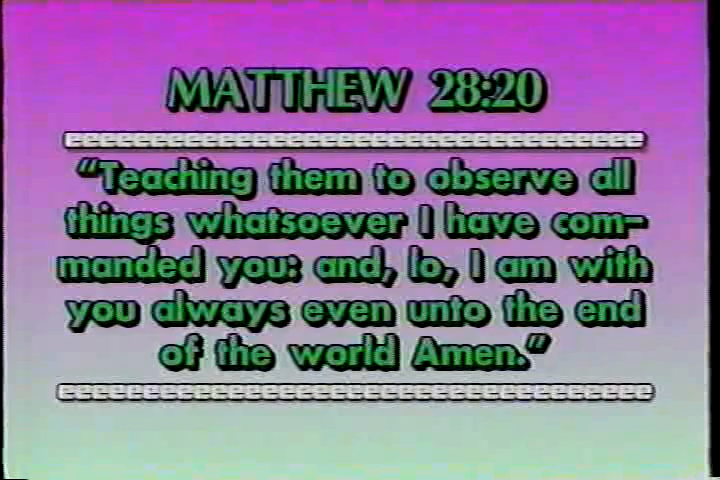 MATTHEW 28:20
"Teaching them to observe all
things whatsoever I have com-
manded you: and, lo, I am with
you always even unto the end
of the world Amen."